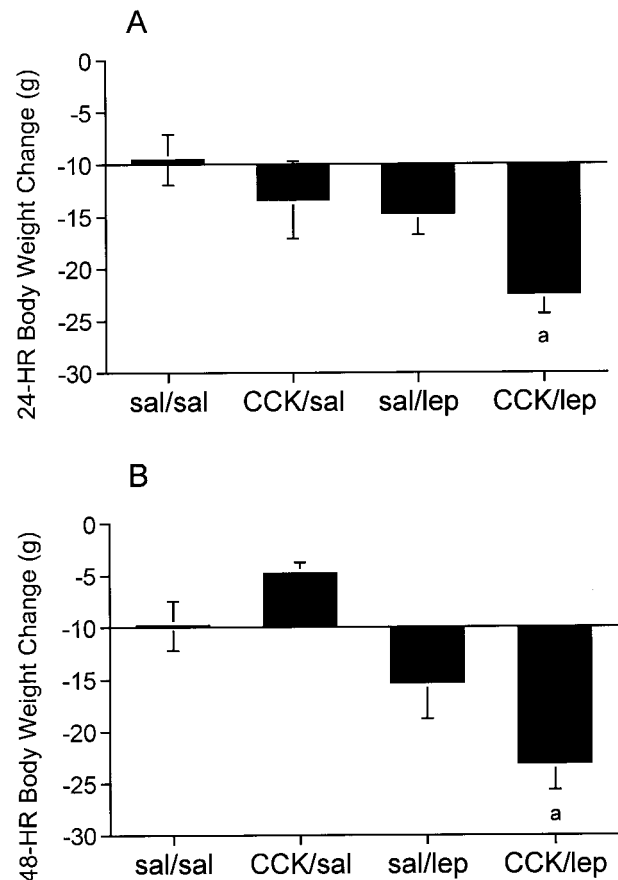 A
24-HR Body Weight Change (g)
0
-5
-10
-15
-20
-25
-30
a
sal/sal CCK/sal sal/lep CCK/lep
B
48-HR Body Weight Change (g)
0
-5
-10
-15
-20
-25
-30
a
sal/sal CCK/sal sal/lep CCK/lep